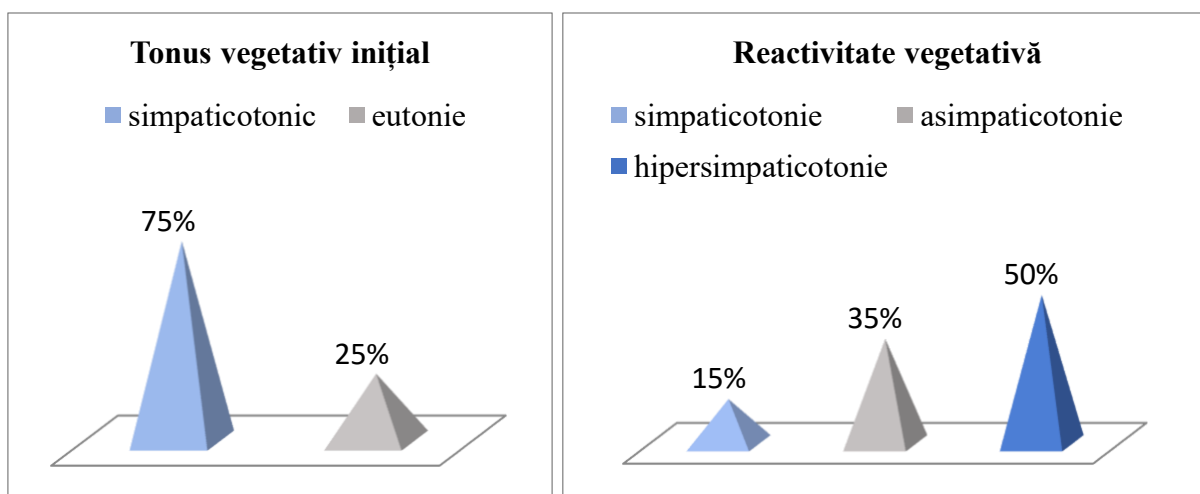 Tonus vegetativ inițial
simpaticotonic eutonie
75%
25%
Reactivitate vegetativă
simpaticotonie asimpaticotonie
hipersimpaticotonie
15%
35%
50%